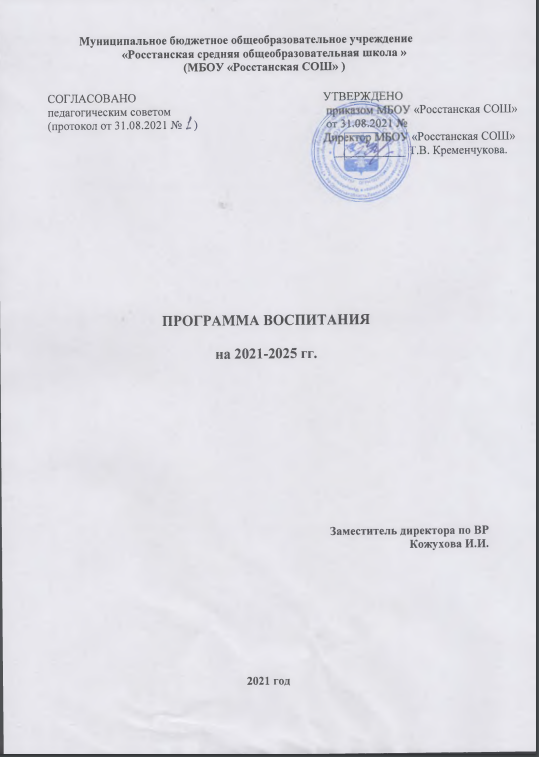 Муниципальное бюджетное общеобразовательное учреждение
«Росстанская средняя общеобразовательная школа »
(МБОУ «Росстанская СОШ» )
СОГЛАСОВАНО
педагогическим советом
(протокол от 31.08.2021 № 1 )
УТВЕРЖДЕНО
приказом МБОУ «Росстанская СОШ»
от 31.08.2021 №
Директор МБОУ «Росстанская СОШ»
Т.В. Кременчукова.
ПРОГРАММА ВОСПИТАНИЯ
на 2021-2025 гг.
Заместитель директора по ВР
Кожухова И.И.
2021 год